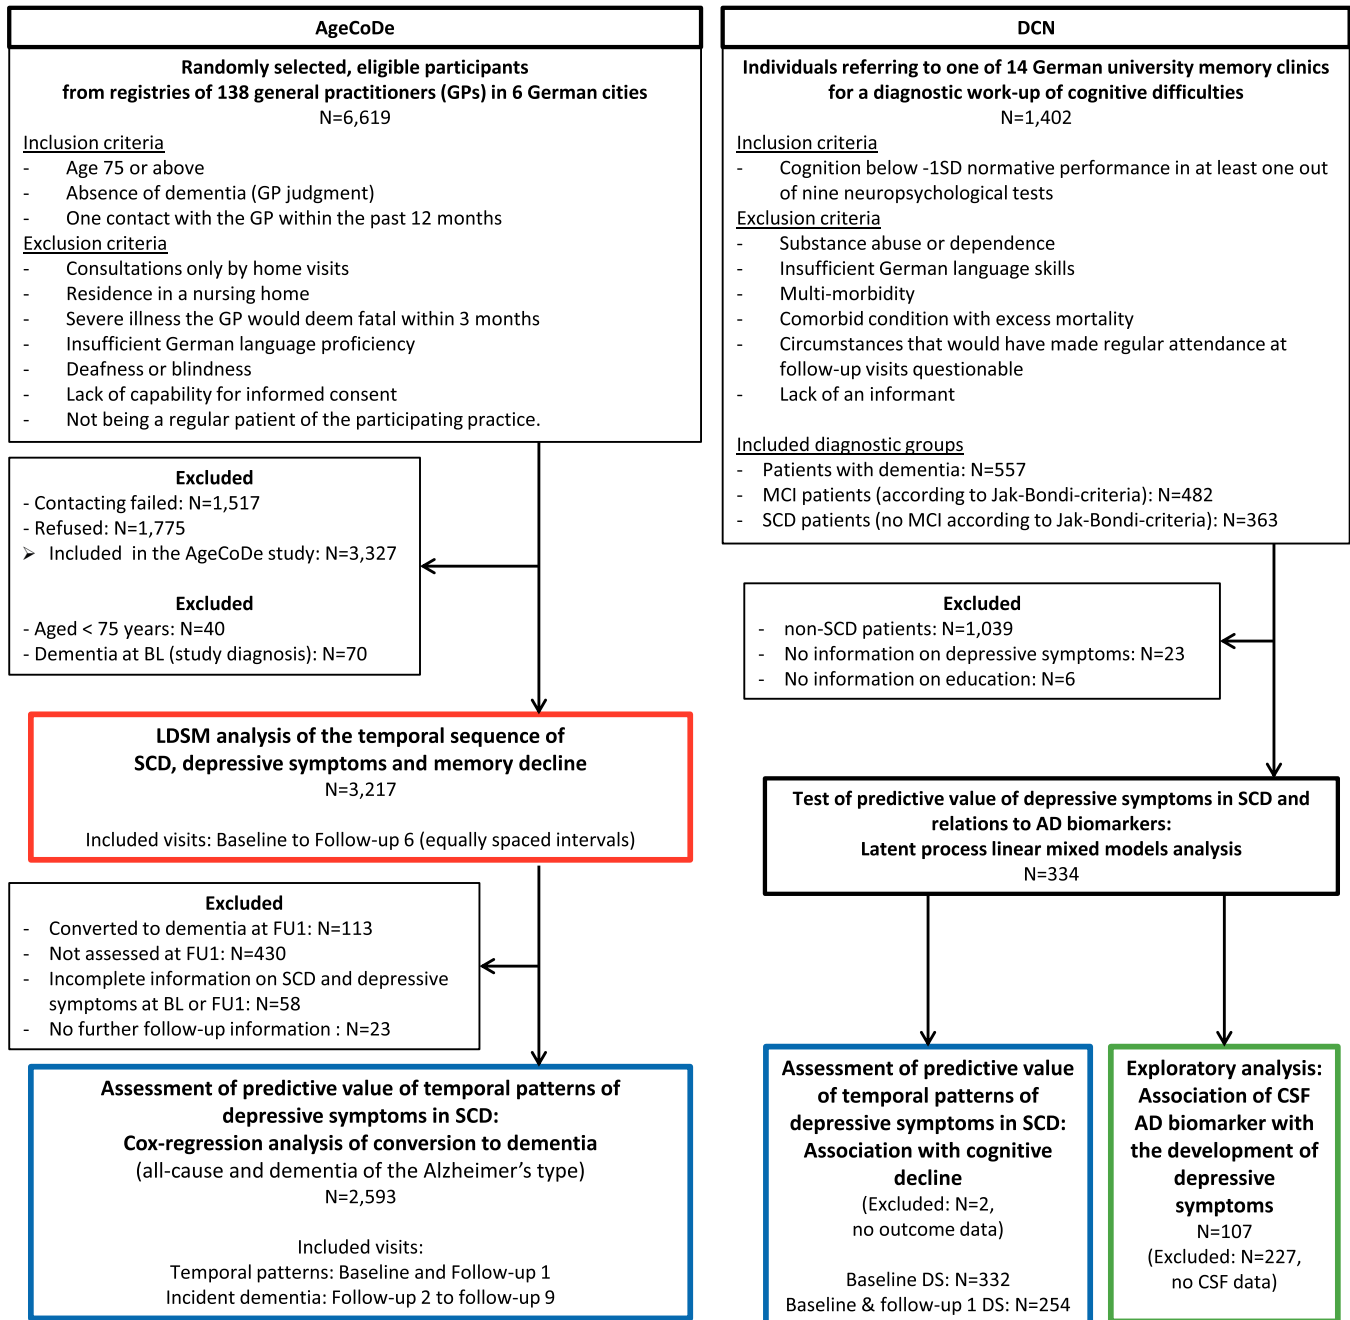 AgeCoDe
Randomly selected, eligible participants
from registries of 138 general practitioners (GPs) in 6 German cities
N=6,619
Inclusion criteria
- Age 75 or above
- Absence of dementia (GP judgment)
- One contact with the GP within the past 12 months
Exclusion criteria
- Consultations only by home visits
- Residence in a nursing home
- Severe illness the GP would deem fatal within 3 months
- Insufficient German language proficiency
- Deafness or blindness
- Lack of capability for informed consent
- Not being a regular patient of the participating practice.
Excluded
- Contacting failed: N=1,517
- Refused: N=1,775
➢ Included in the AgeCoDe study: N=3,327
Excluded
- Aged < 75 years: N=40
- Dementia at BL (study diagnosis): N=70
LDSM analysis of the temporal sequence of
SCD, depressive symptoms and memory decline
N=3,217
Included visits: Baseline to Follow-up 6 (equally spaced intervals)
Excluded
- Converted to dementia at FU1: N=113
- Not assessed at FU1: N=430
- Incomplete information on SCD and depressive
symptoms at BL or FU1: N=58
- No further follow-up information : N=23
Assessment of predictive value of temporal patterns of
depressive symptoms in SCD:
Cox-regression analysis of conversion to dementia
(all-cause and dementia of the Alzheimer's type)
N=2,593
Included visits:
Temporal patterns: Baseline and Follow-up 1
Incident dementia: Follow-up 2 to follow-up 9
DCN
Individuals referring to one of 14 German university memory clinics
for a diagnostic work-up of cognitive difficulties
N=1,402
Inclusion criteria
- Cognition below -1SD normative performance in at least one out
of nine neuropsychological tests
Exclusion criteria
- Substance abuse or dependence
- Insufficient German language skills
- Multi-morbidity
- Comorbid condition with excess mortality
- Circumstances that would have made regular attendance at
follow-up visits questionable
- Lack of an informant
Included diagnostic groups
- Patients with dementia: N=557
- MCI patients (according to Jak-Bondi-criteria): N=482
- SCD patients (no MCI according to Jak-Bondi-criteria): N=363
Excluded
- non-SCD patients: N=1,039
- No information on depressive symptoms: N=23
- No information on education: N=6
Test of predictive value of depressive symptoms in SCD and
relations to AD biomarkers:
Latent process linear mixed models analysis
N=334
Assessment of predictive value
of temporal patterns of
depressive symptoms in SCD:
Association with cognitive
decline
(Excluded: N=2,
no outcome data)
Baseline DS: N=332
Baseline & follow-up 1 DS: N=254
Exploratory analysis:
Association of CSF
AD biomarker with
the development of
depressive
symptoms
N=107
(Excluded: N=227,
no CSF data)